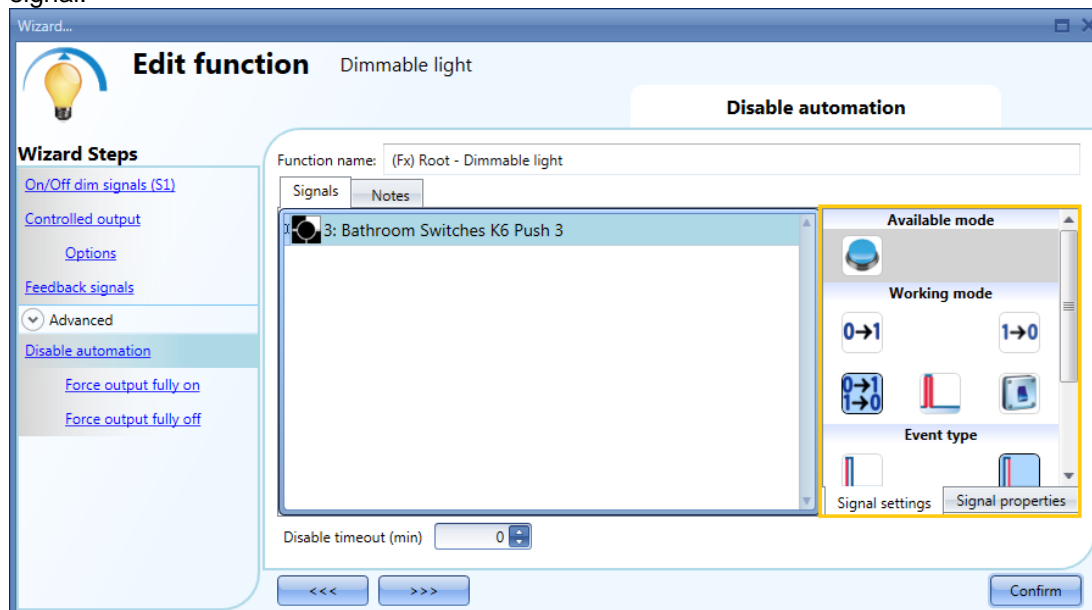 signal.
Wizard...
Edit function Dimmable light
Disable automation
Wizard Steps
On/Off dim signals (S1)
Controlled output
Options
Feedback signals
Advanced
Disable automation
Force output fully on
Force output fully off
Function name: (Fx) Root - Dimmable light
Signals Notes
3: Bathroom Switches K6 Push 3
Available mode
Working mode
0→1 1→0
0→1
1→0
Event type
Signal settings Signal properties
Disable timeout (min) 0
<<< >>> Confirm